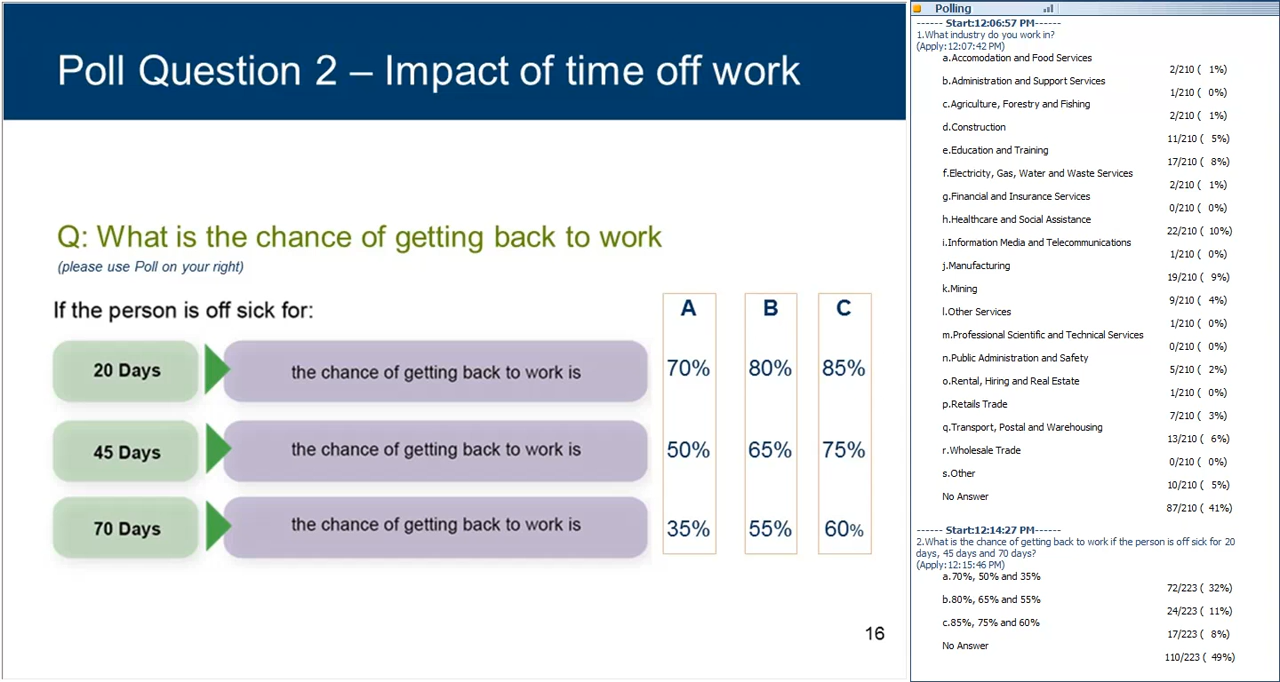 Poll Question 2 – Impact of time off work
Q: What is the chance of getting back to work
(please use Poll on your right)
If the person is off sick for:
A B C
20 Days the chance of getting back to work is 70% 80% 85%
45 Days the chance of getting back to work is 50% 65% 75%
70 Days the chance of getting back to work is 35% 55% 60%
16
Polling
------ Start:12:06:57 PM------
1.What industry do you work in?
(Apply:12:07:42 PM)
a.Accomodation and Food Services
2/210 ( 1%)
b.Administration and Support Services
1/210 ( 0%)
c.Agriculture, Forestry and Fishing
2/210 ( 1%)
d.Construction
11/210 ( 5%)
e.Education and Training
17/210 ( 8%)
f.Electricity, Gas, Water and Waste Services
2/210 ( 1%)
g.Financial and Insurance Services
0/210 ( 0%)
h.Healthcare and Social Assistance
22/210 ( 10%)
i.Information Media and Telecommunications
1/210 ( 0%)
j.Manufacturing
19/210 ( 9%)
k.Mining
9/210 ( 4%)
l.Other Services
1/210 ( 0%)
m.Professional Scientific and Technical Services
0/210 ( 0%)
n.Public Administration and Safety
5/210 ( 2%)
o.Rental, Hiring and Real Estate
1/210 ( 0%)
p.Retails Trade
7/210 ( 3%)
q.Transport, Postal and Warehousing
13/210 ( 6%)
r.Wholesale Trade
0/210 ( 0%)
s.Other
10/210 ( 5%)
No Answer
87/210 ( 41%)
------ Start:12:14:27 PM------
2.What is the chance of getting back to work if the person is off sick for 20
days, 45 days and 70 days?
(Apply:12:15:46 PM)
a.70%, 50% and 35%
72/223 ( 32%)
b.80%, 65% and 55%
24/223 ( 11%)
c.85%, 75% and 60%
17/223 ( 8%)
No Answer
110/223 ( 49%)